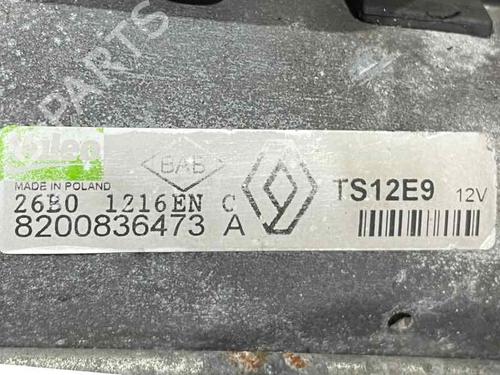 PARTS
Valeo
BAB
MADE IN POLAND
26B0 1216EN C
8200836473 A
TS12E9 12V